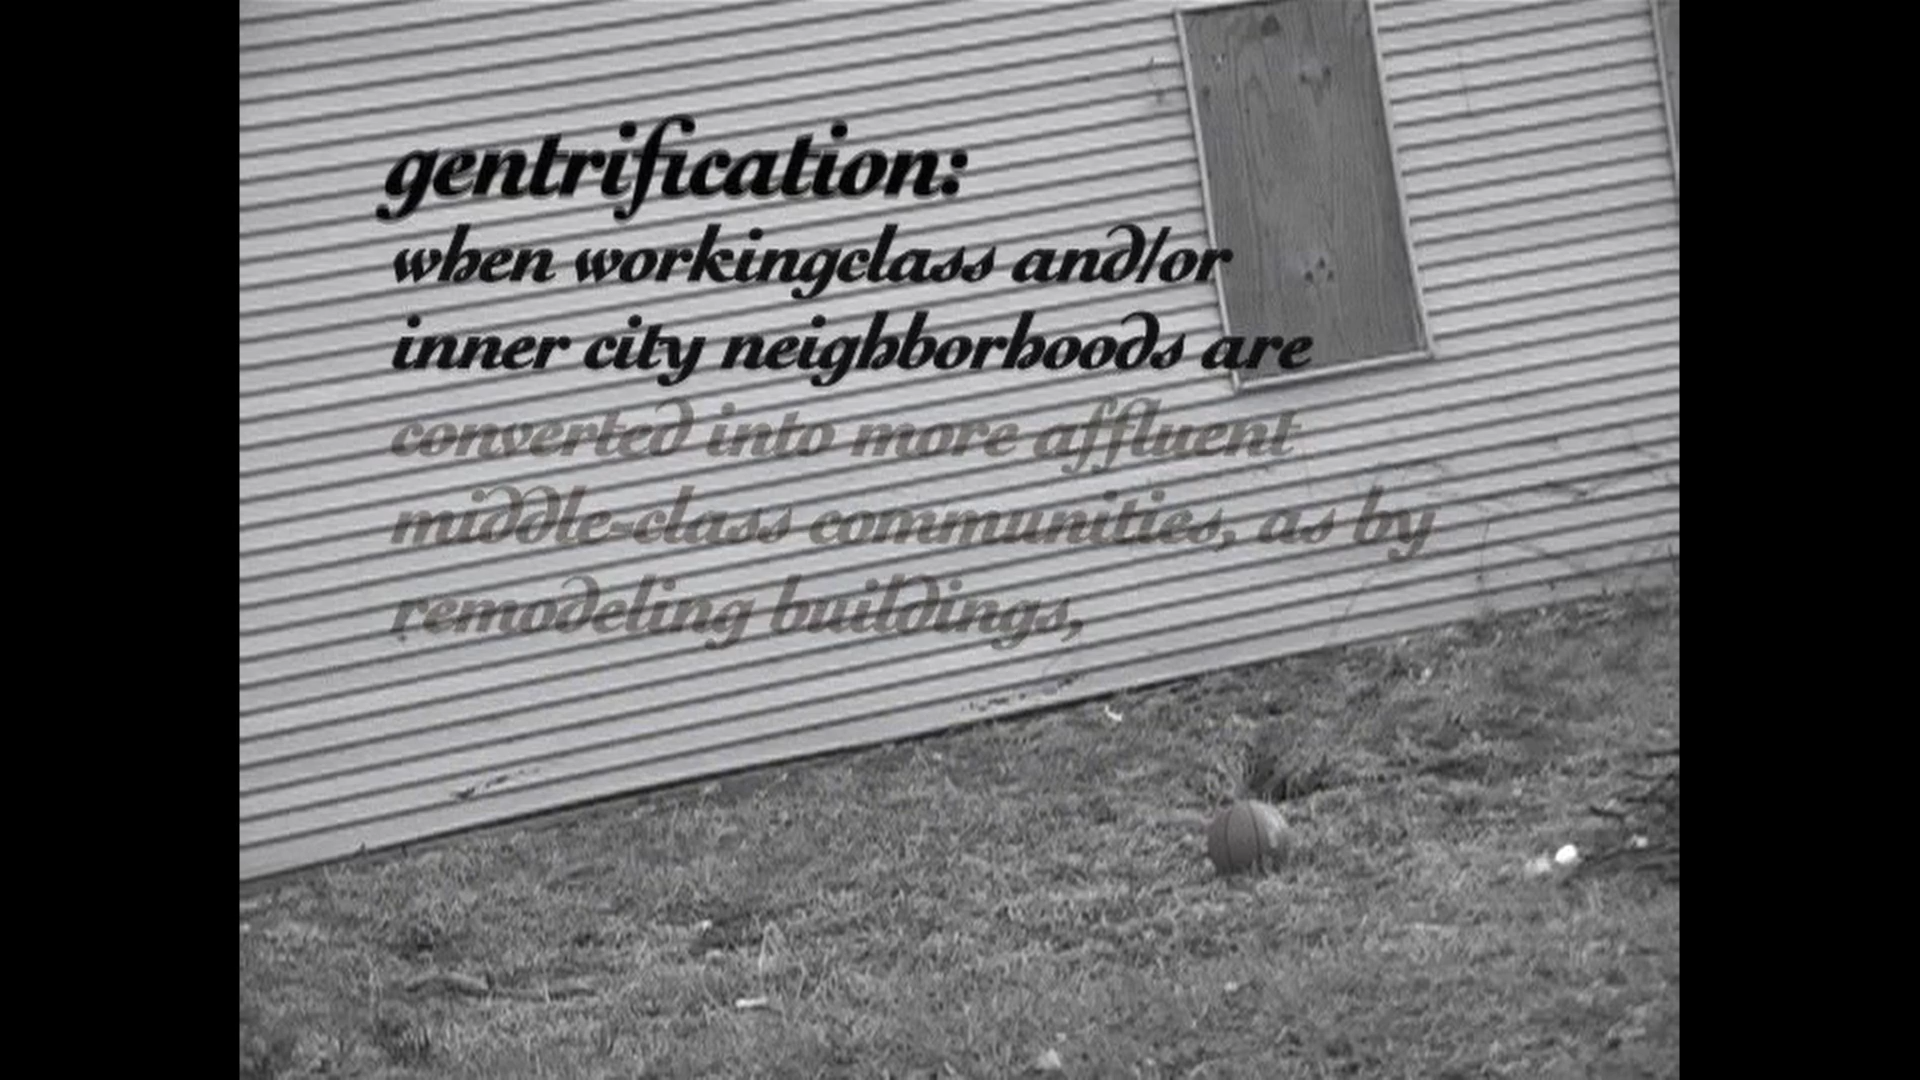 gentrification:
when workingclass and/or
inner city neighborhoods are
converted into more affluent
middle-class communities, as by
remodeling buildings,